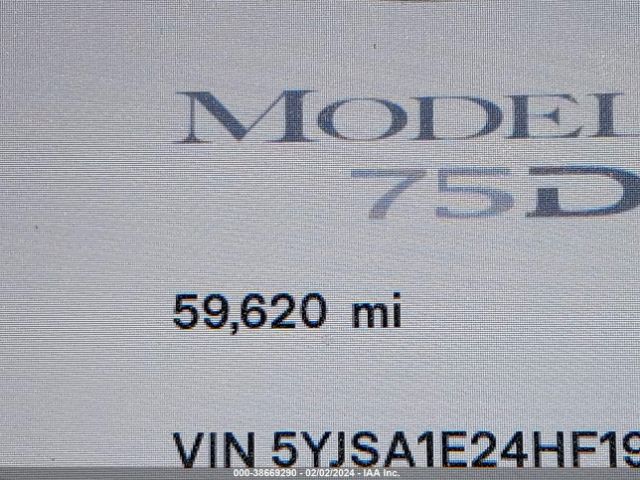 MODEL
75D
59,620 mi
VIN 5YJSA1E24HF19
000-38669290 - 02/02/2024 - IAA Inc.